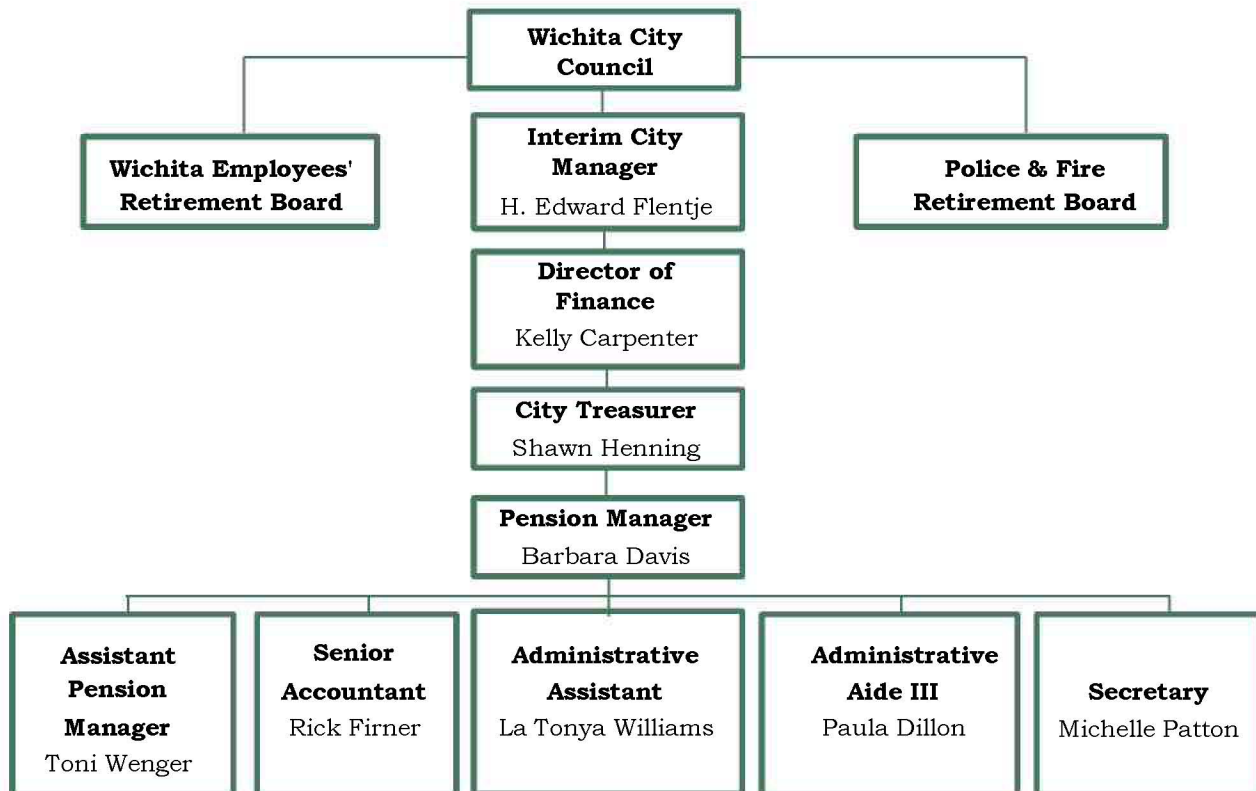 Wichita City
Council
Wichita Employees'
Retirement Board
Interim City
Manager
H. Edward Flentje
Police & Fire
Retirement Board
Director of
Finance
Kelly Carpenter
City Treasurer
Shawn Henning
Pension Manager
Barbara Davis
Assistant
Pension
Manager
Toni Wenger
Senior
Accountant
Rick Firner
Administrative
Assistant
La Tonya Williams
Administrative
Aide III
Paula Dillon
Secretary
Michelle Patton